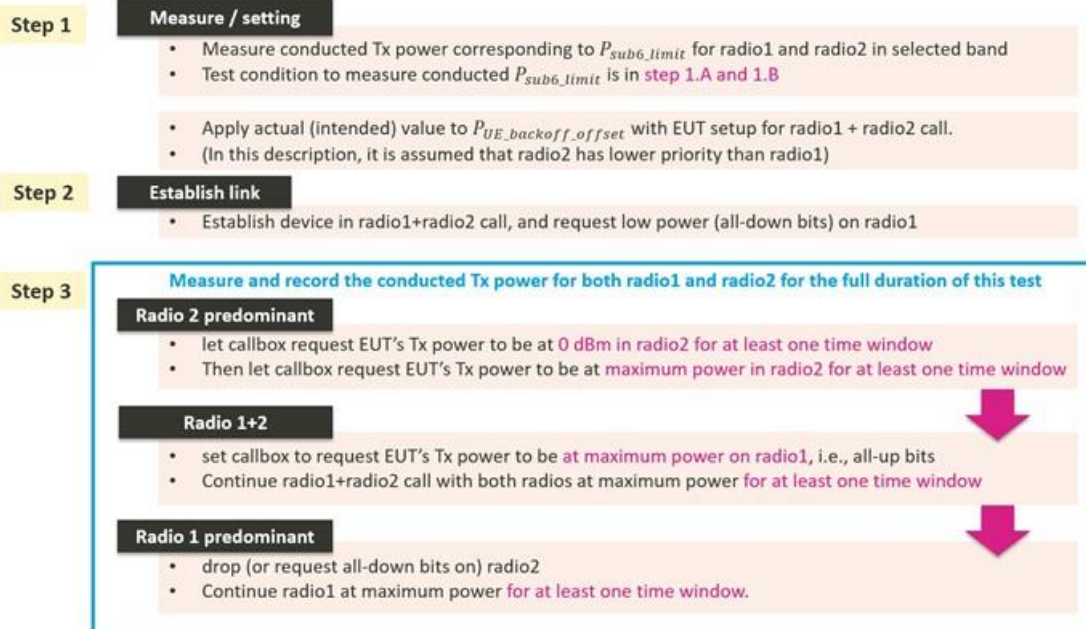 Step 1
Measure / setting
• Measure conducted Tx power corresponding to P_sub6_limit for radio1 and radio2 in selected band
• Test condition to measure conducted P_sub6_limit is in step 1.A and 1.B
• Apply actual (intended) value to P_UE_backoff_offset with EUT setup for radio1 + radio2 call.
• (In this description, it is assumed that radio2 has lower priority than radio1)
Step 2
Establish link
• Establish device in radio1+radio2 call, and request low power (all-down bits) on radio1
Step 3
Measure and record the conducted Tx power for both radio1 and radio2 for the full duration of this test
Radio 2 predominant
• let callbox request EUT's Tx power to be at 0 dBm in radio2 for at least one time window
• Then let callbox request EUT's Tx power to be at maximum power in radio2 for at least one time window
Radio 1+2
• set callbox to request EUT's Tx power to be at maximum power on radio1, i.e., all-up bits
• Continue radio1+radio2 call with both radios at maximum power for at least one time window
Radio 1 predominant
• drop (or request all-down bits on) radio2
• Continue radio1 at maximum power for at least one time window.